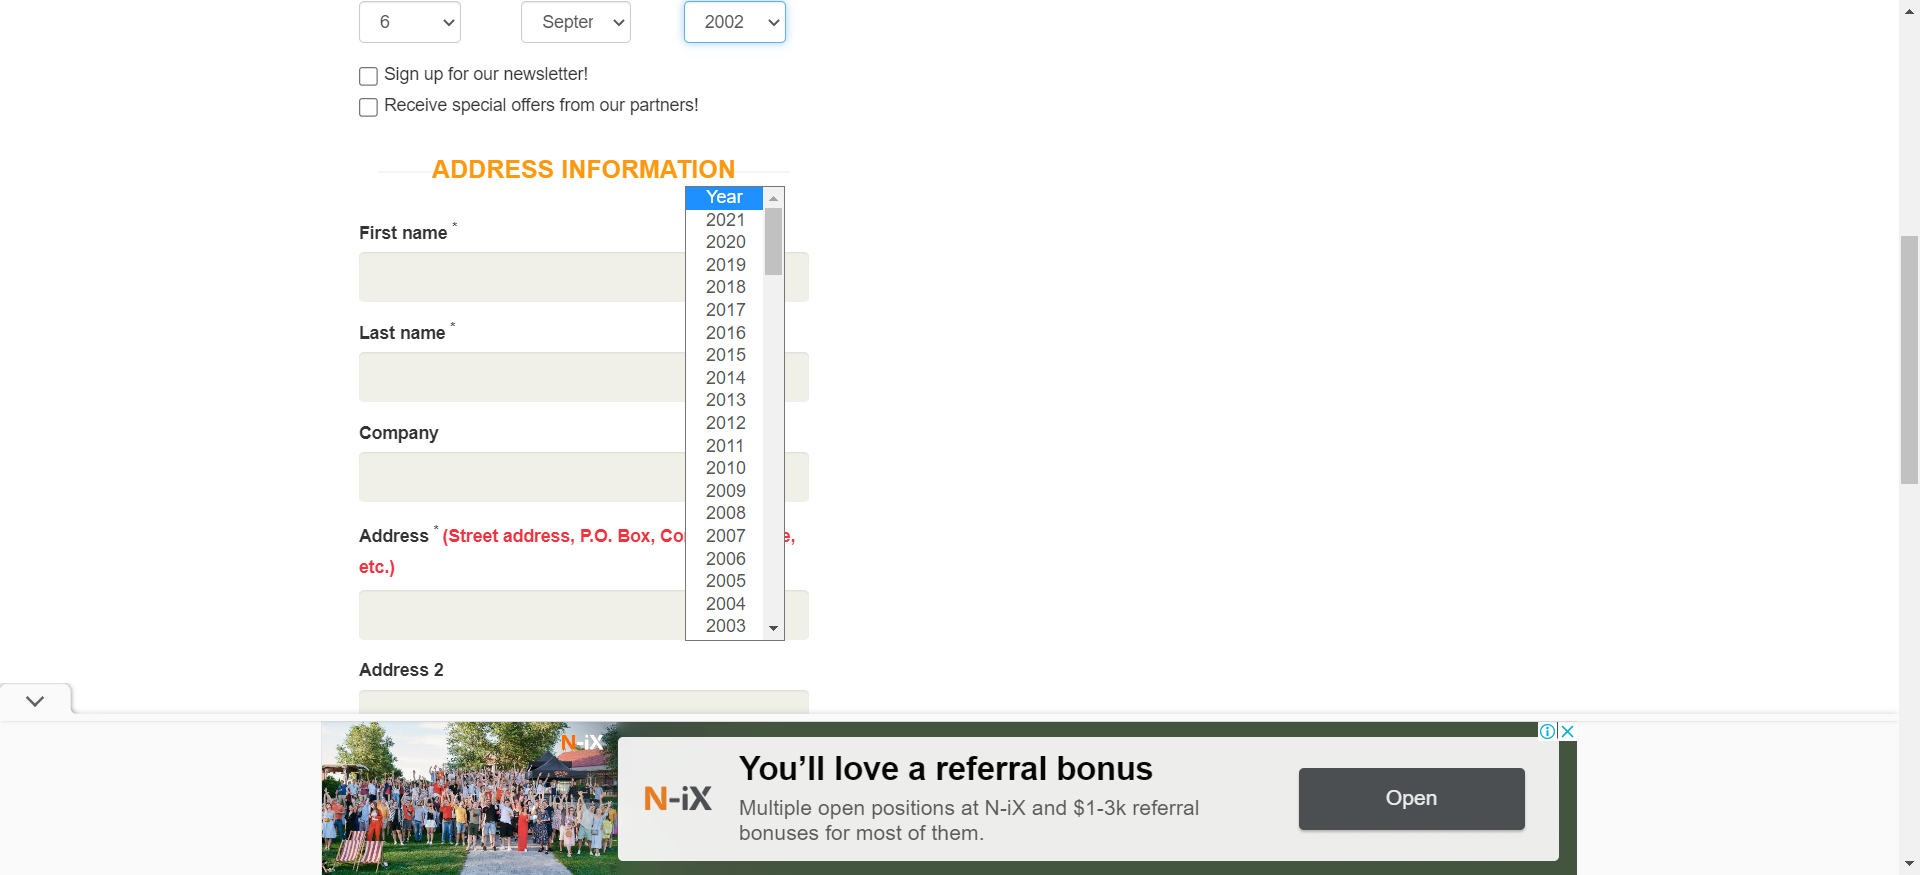 6
Septer
2002
Sign up for our newsletter!
Receive special offers from our partners!
ADDRESS INFORMATION
Year
2021
2020
2019
2018
2017
2016
2015
2014
2013
2012
2011
2010
2009
2008
2007
2006
2005
2004
2003
First name *
Last name *
Company
Address * (Street address, P.O. Box, Co e,
etc.)
Address 2
N-iX
N-iX
You’ll love a referral bonus
Multiple open positions at N-iX and $1-3k referral
bonuses for most of them.
Open